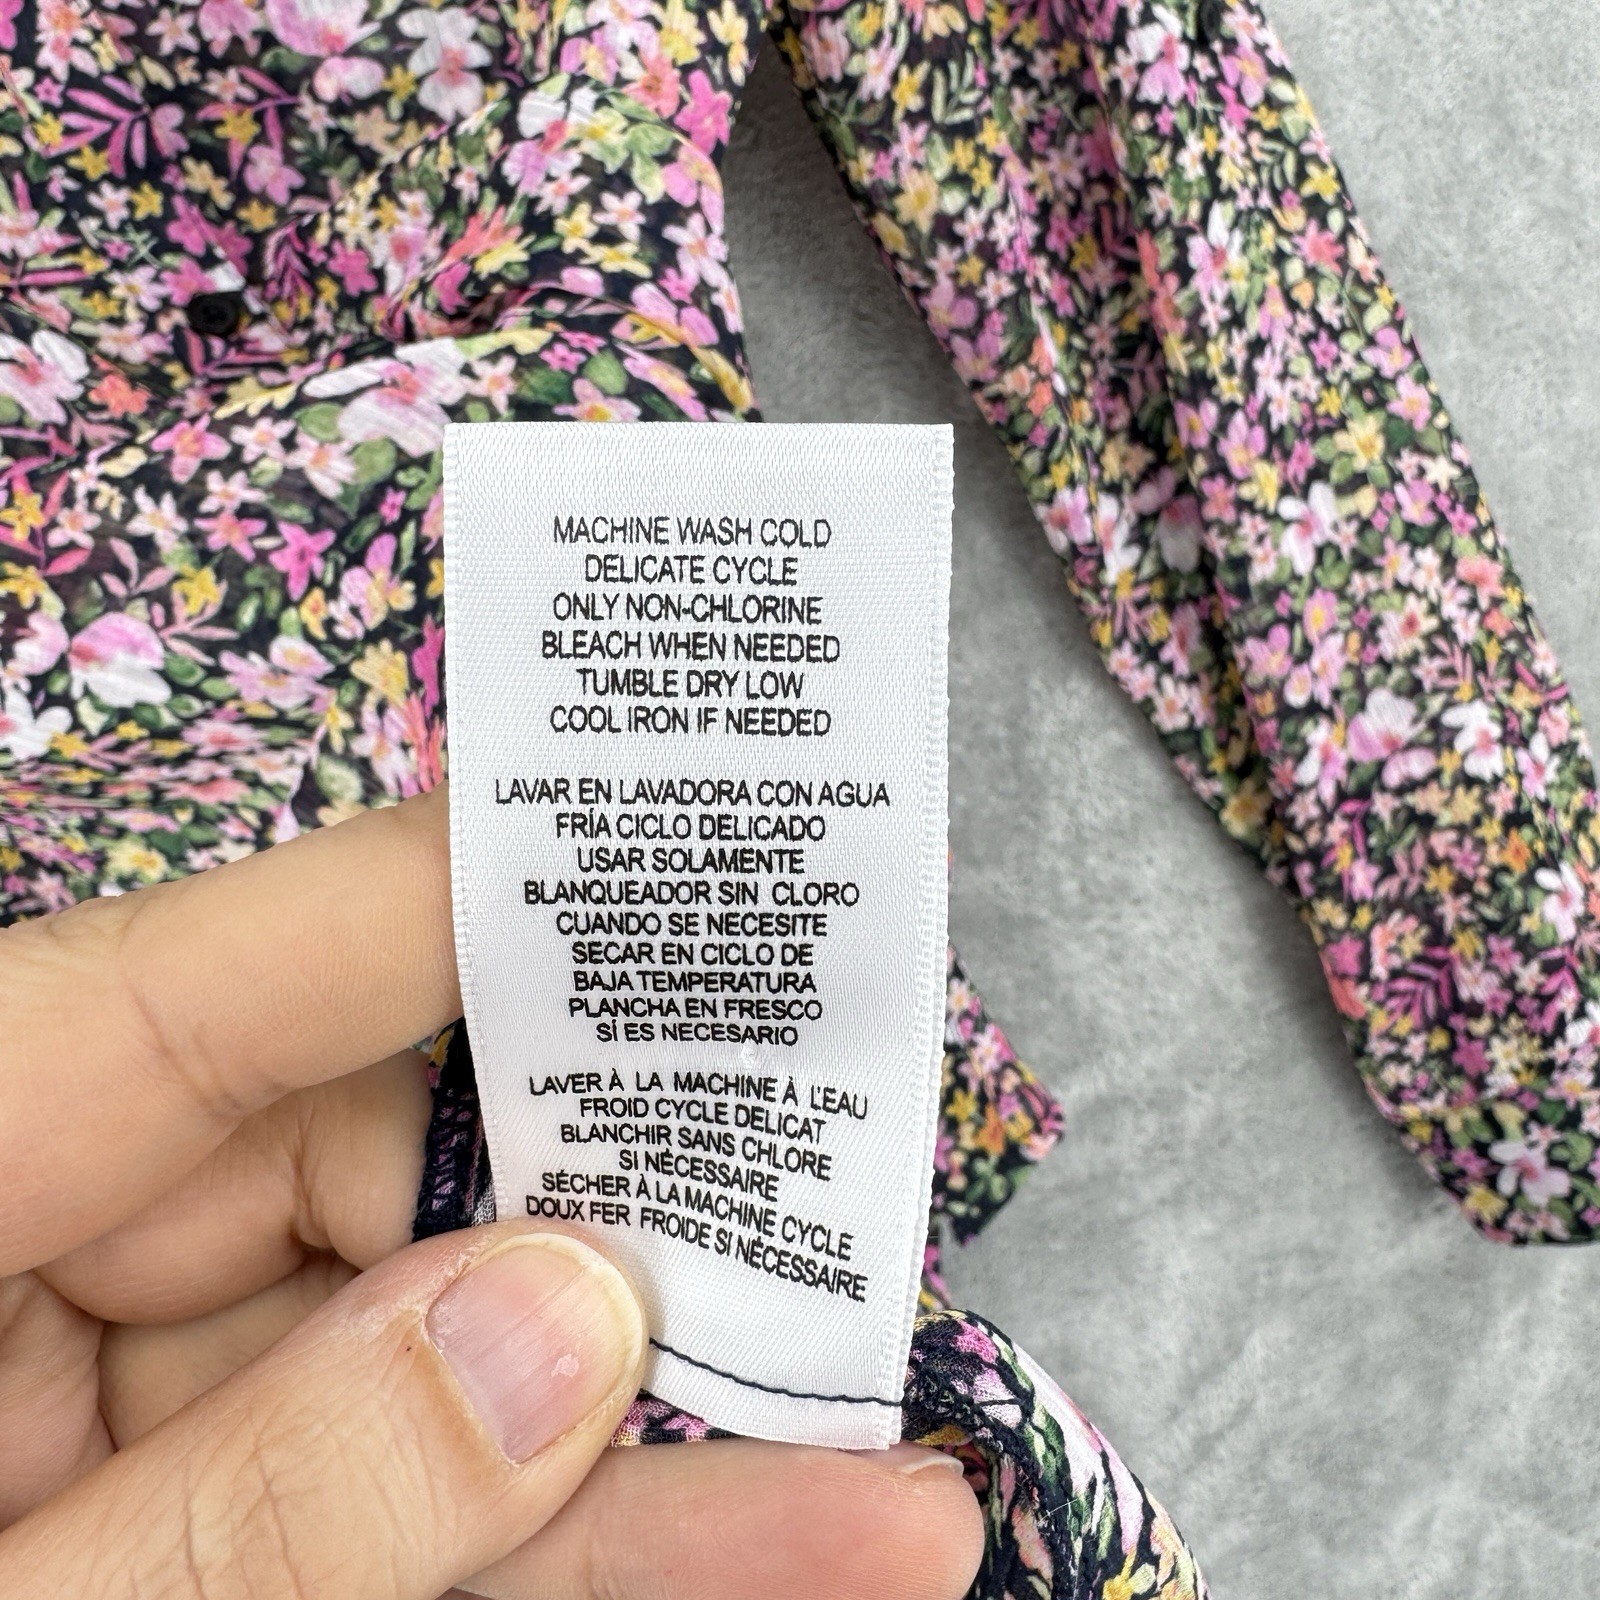 MACHINE WASH COLD
DELICATE CYCLE
ONLY NON-CHLORINE
BLEACH WHEN NEEDED
TUMBLE DRY LOW
COOL IRON IF NEEDED
LAVAR EN LAVADORA CON AGUA
FRÍA CICLO DELICADO
USAR SOLAMENTE
BLANQUEADOR SIN CLORO
CUANDO SE NECESITE
SECAR EN CICLO DE
BAJA TEMPERATURA
PLANCHA EN FRESCO
SÍ ES NECESARIO
LAVER À LA MACHINE À L'EAU
FROID CYCLE DELICAT
BLANCHIR SANS CHLORE
SI NÉCESSAIRE
SÉCHER À LA MACHINE CYCLE
DOUX FER FROIDE SI NÉCESSAIRE